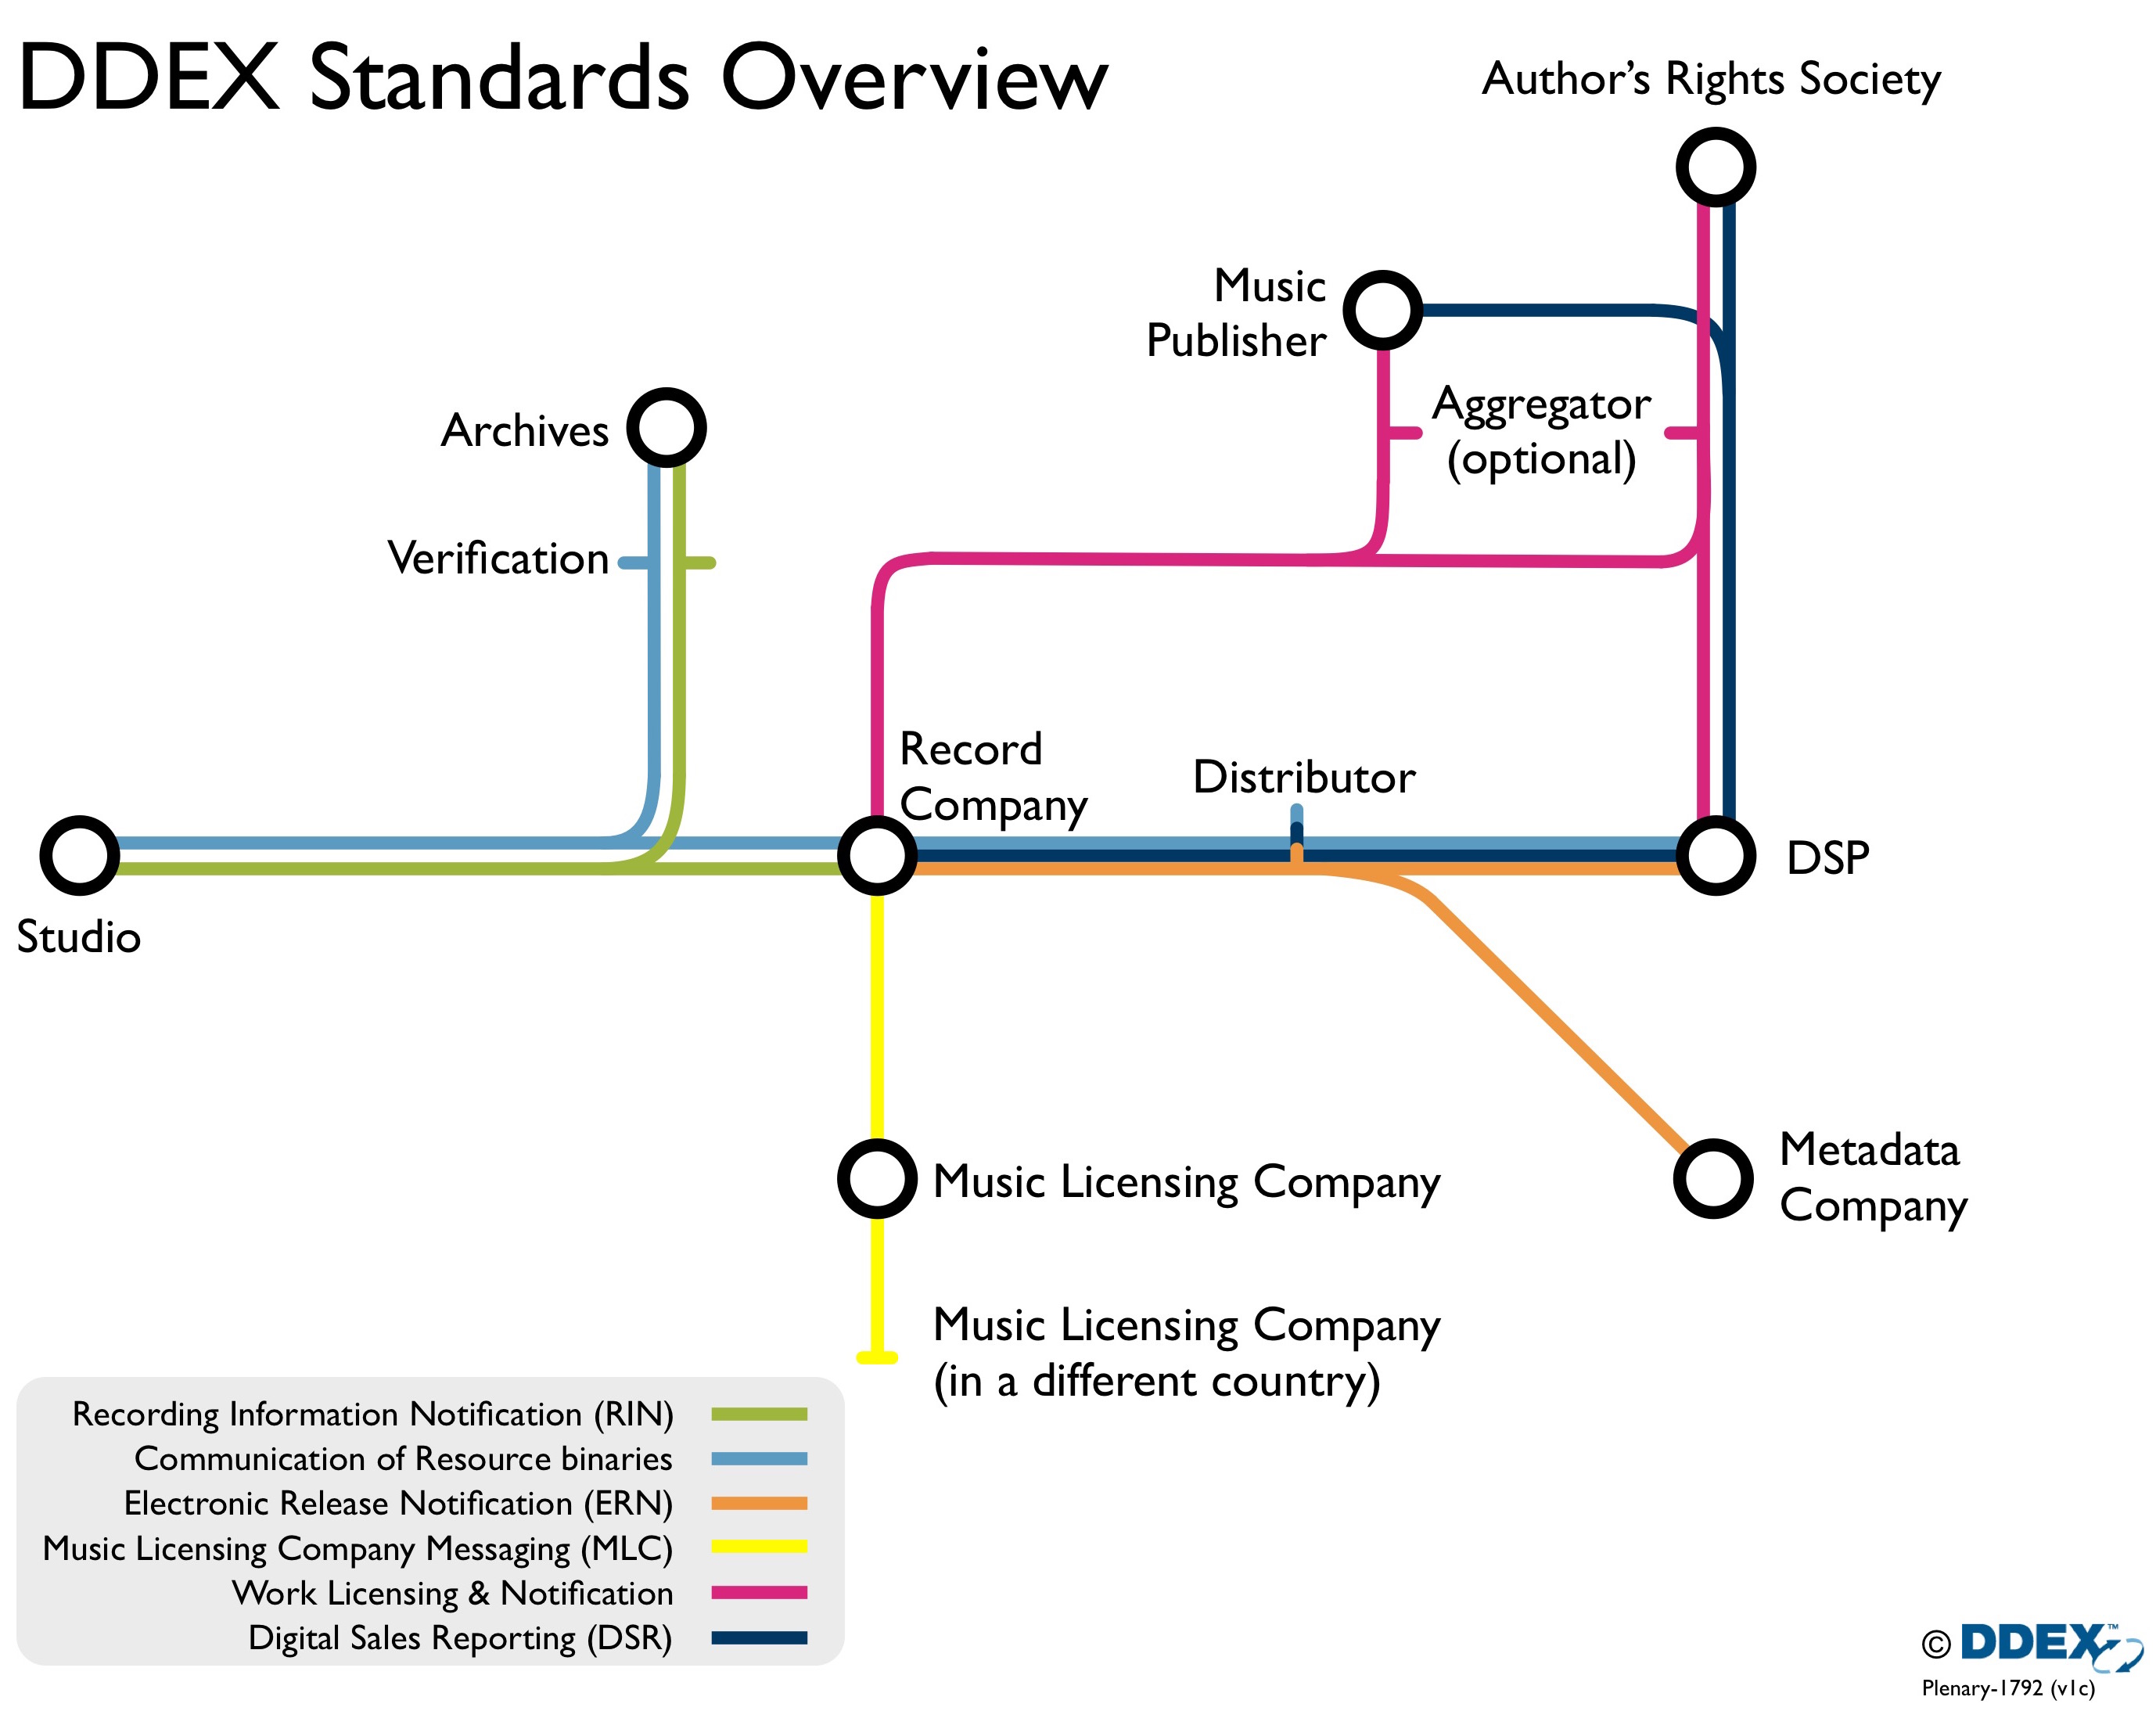 DDEX Standards Overview
Author’s Rights Society
Music
Publisher
Aggregator
(optional)
Archives
Verification
Record
Company
Distributor
DSP
Studio
Music Licensing Company
Metadata
Company
Music Licensing Company
(in a different country)
Recording Information Notification (RIN)
Communication of Resource binaries
Electronic Release Notification (ERN)
Music Licensing Company Messaging (MLC)
Work Licensing & Notification
Digital Sales Reporting (DSR)
© DDEX™
Plenary-1792 (v1c)